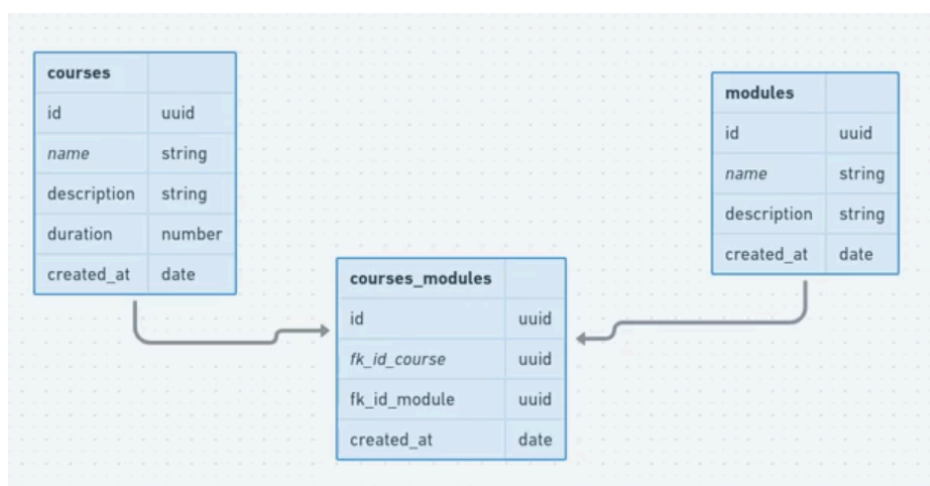 courses
id uuid
name string
description string
duration number
created_at date
modules
id uuid
name string
description string
created_at date
courses_modules
id uuid
fk_id_course uuid
fk_id_module uuid
created_at date